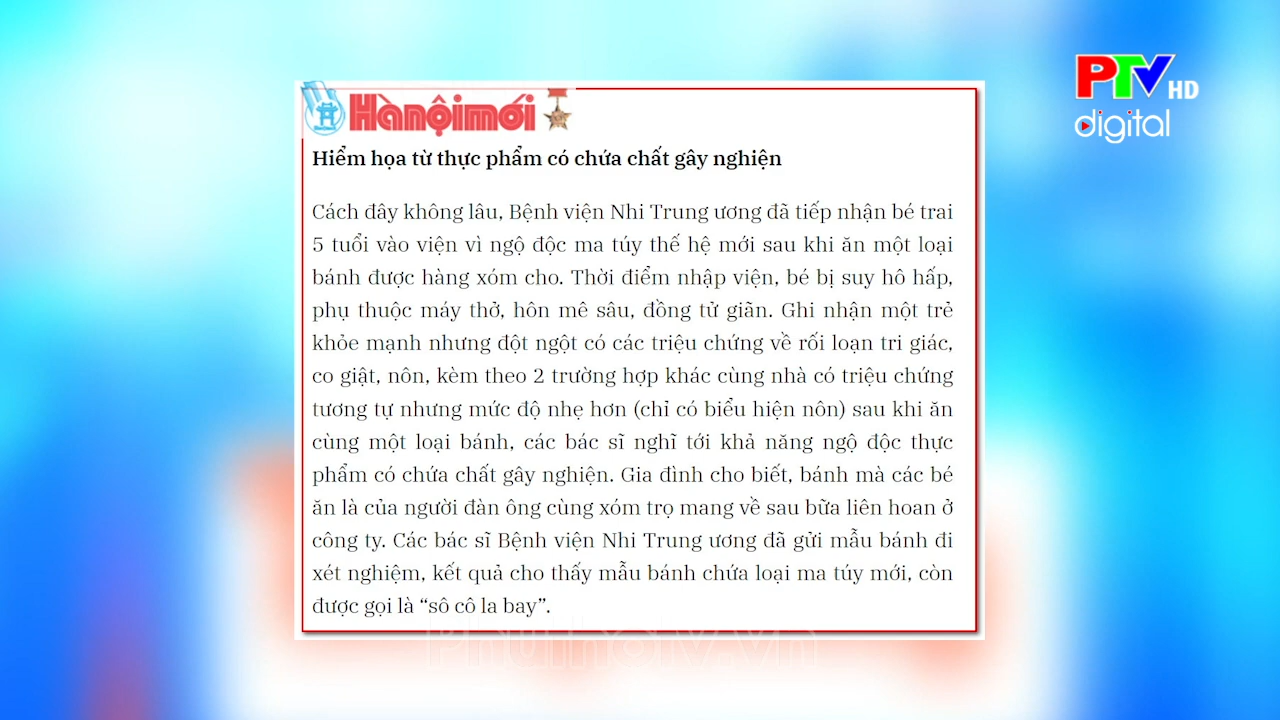 PTV HD
digital
Hànộimới
Hiểm họa từ thực phẩm có chứa chất gây nghiện
Cách đây không lâu, Bệnh viện Nhi Trung ương đã tiếp nhận bé trai
5 tuổi vào viện vì ngộ độc ma túy thế hệ mới sau khi ăn một loại
bánh được hàng xóm cho. Thời điểm nhập viện, bé bị suy hô hấp,
phụ thuộc máy thở, hôn mê sâu, đồng tử giãn. Ghi nhận một trẻ
khỏe mạnh nhưng đột ngột có các triệu chứng về rối loạn tri giác,
co giật, nôn, kèm theo 2 trường hợp khác cùng nhà có triệu chứng
tương tự nhưng mức độ nhẹ hơn (chỉ có biểu hiện nôn) sau khi ăn
cùng một loại bánh, các bác sĩ nghĩ tới khả năng ngộ độc thực
phẩm có chứa chất gây nghiện. Gia đình cho biết, bánh mà các bé
ăn là của người đàn ông cùng xóm trọ mang về sau bữa liên hoan ở
công ty. Các bác sĩ Bệnh viện Nhi Trung ương đã gửi mẫu bánh đi
xét nghiệm, kết quả cho thấy mẫu bánh chứa loại ma túy mới, còn
được gọi là “sô cô la bay”.
Phuthotv.vn